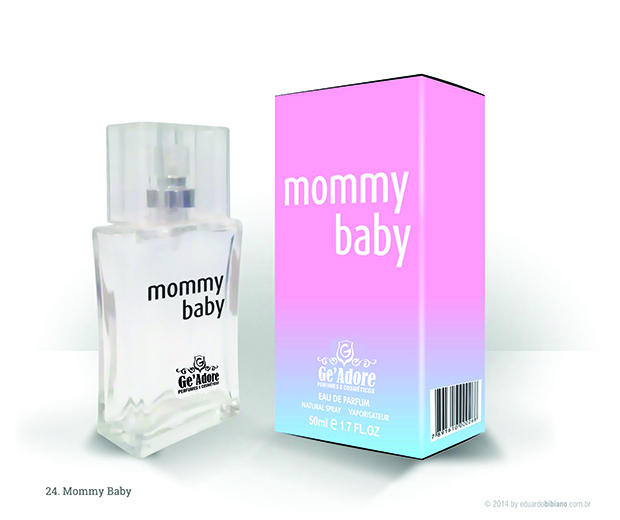 mommy
baby
Ge'Adore
PERFUMES E COSMÉTICOS
mommy
baby
G
Ge'Adore
PERFUMES E COSMÉTICOS
EAU DE PARFUM
NATURAL SPRAY VAPORISATEUR
50ml e 1.7 FL.OZ
24. Mommy Baby
© 2014 by eduardobibiano.com.br